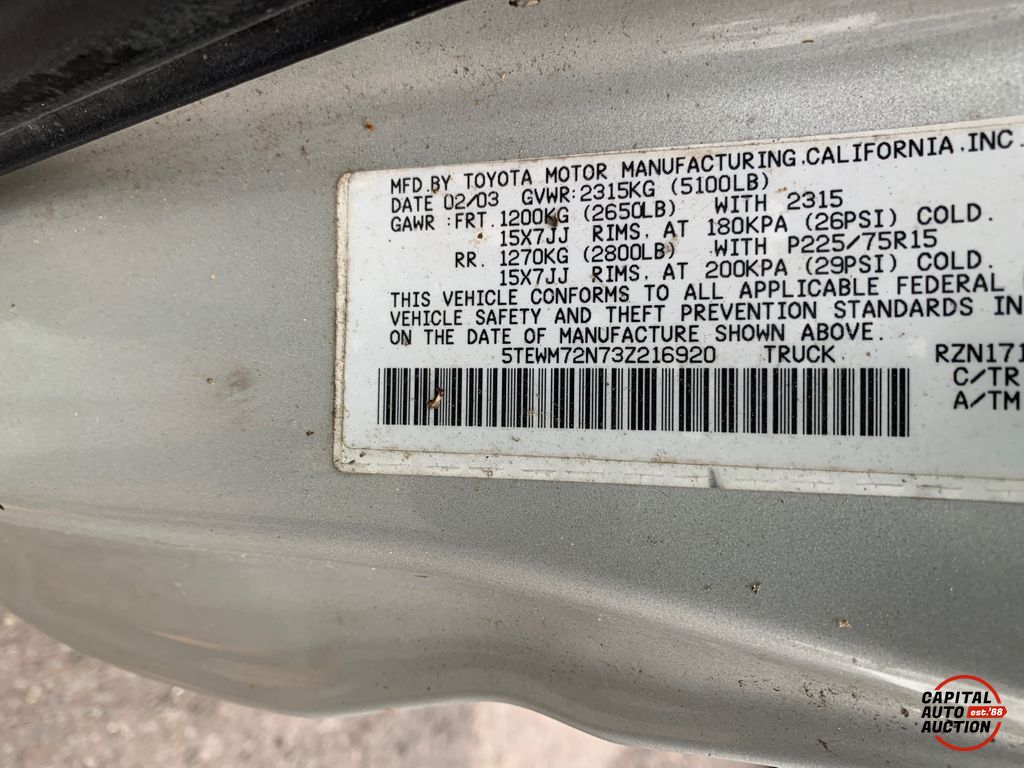 MFD.BY TOYOTA MOTOR MANUFACTURING.CALIFORNIA.INC.
DATE 02/03 GVWR:2315KG (5100LB)
GAWR :FRT. 1200KG (2650LB) WITH 2315
15X7JJ RIMS. AT 180KPA (26PSI) COLD.
RR. 1270KG (2800LB) WITH P225/75R15
15X7JJ RIMS. AT 200KPA (29PSI) COLD.
THIS VEHICLE CONFORMS TO ALL APPLICABLE FEDERAL
VEHICLE SAFETY AND THEFT PREVENTION STANDARDS IN
ON THE DATE OF MANUFACTURE SHOWN ABOVE.
5TEWM72N73Z216920 TRUCK RZN171
C/TR
A/TM
CAPITAL
AUTO est.'88
AUCTION